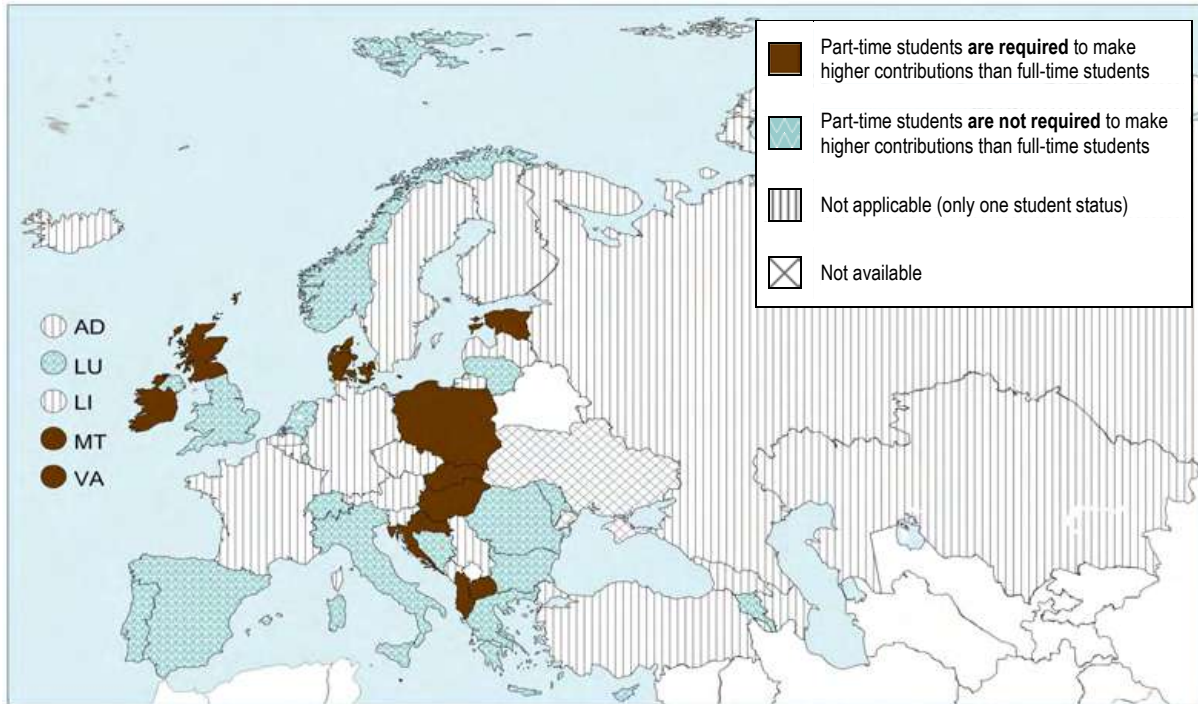 Part-time students are required to make
higher contributions than full-time students
Part-time students are not required to make
higher contributions than full-time students
Not applicable (only one student status)
Not available
AD
LU
LI
MT
VA